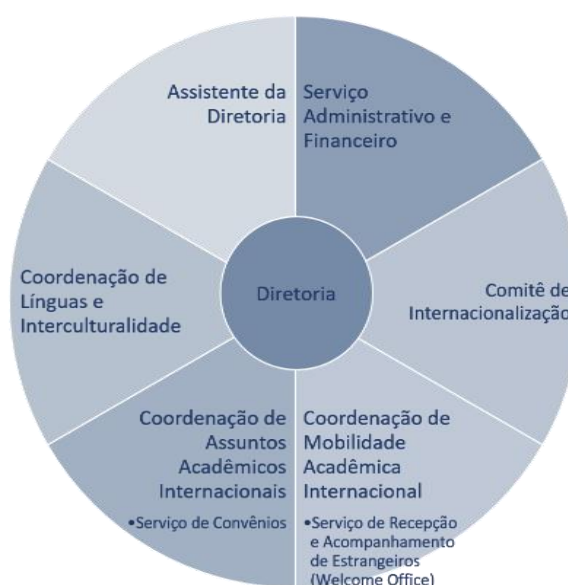 Assistente da
Diretoria
Serviço
Administrativo e
Financeiro
Comitê de
Internacionalização
Coordenação de
Mobilidade
Acadêmica
Internacional
•Serviço de Recepção
e Acompanhamento
de Estrangeiros
(Welcome Office)
Coordenação de
Assuntos
Acadêmicos
Internacionais
•Serviço de Convênios
Coordenação de
Línguas e
Interculturalidade
Diretoria